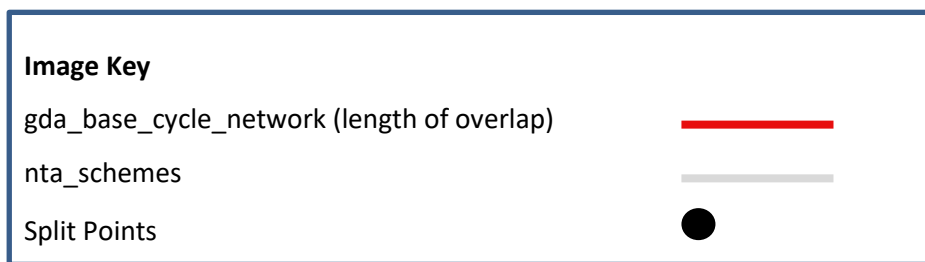 Image Key
gda_base_cycle_network (length of overlap)
nta_schemes
Split Points